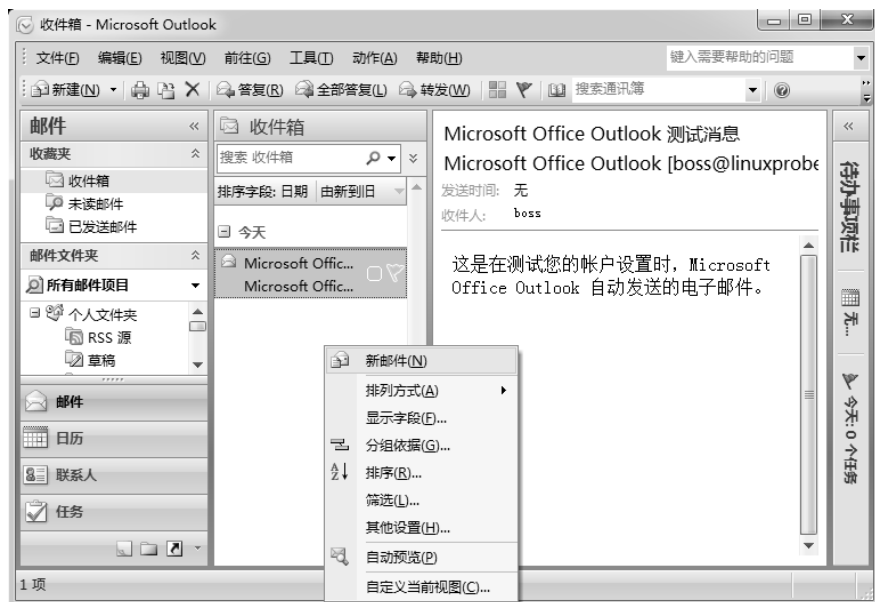 收件箱 - Microsoft Outlook
文件(F) 编辑(E) 视图(V) 前往(G) 工具(T) 动作(A) 帮助(H) 键入需要帮助的问题
新建(N) 答复(R) 全部答复(L) 转发(W) 搜索通讯簿
邮件
收藏夹
收件箱
未读邮件
已发送邮件
邮件文件夹
所有邮件项目
个人文件夹
RSS 源
草稿
邮件
日历
联系人
任务
收件箱
搜索 收件箱
排序字段: 日期 由新到旧
今天
Microsoft Offic...
Microsoft Offic...
Microsoft Office Outlook 测试消息
Microsoft Office Outlook [boss@linuxprobe
发送时间: 无
收件人: boss
这是在测试您的帐户设置时，Microsoft
Office Outlook 自动发送的电子邮件。
新邮件(N)
排列方式(A)
显示字段(F)...
分组依据(G)...
排序(R)...
筛选(L)...
其他设置(H)...
自动预览(P)
自定义当前视图(C)...
待办事项栏
无...
今天: 0 个任务
1 项